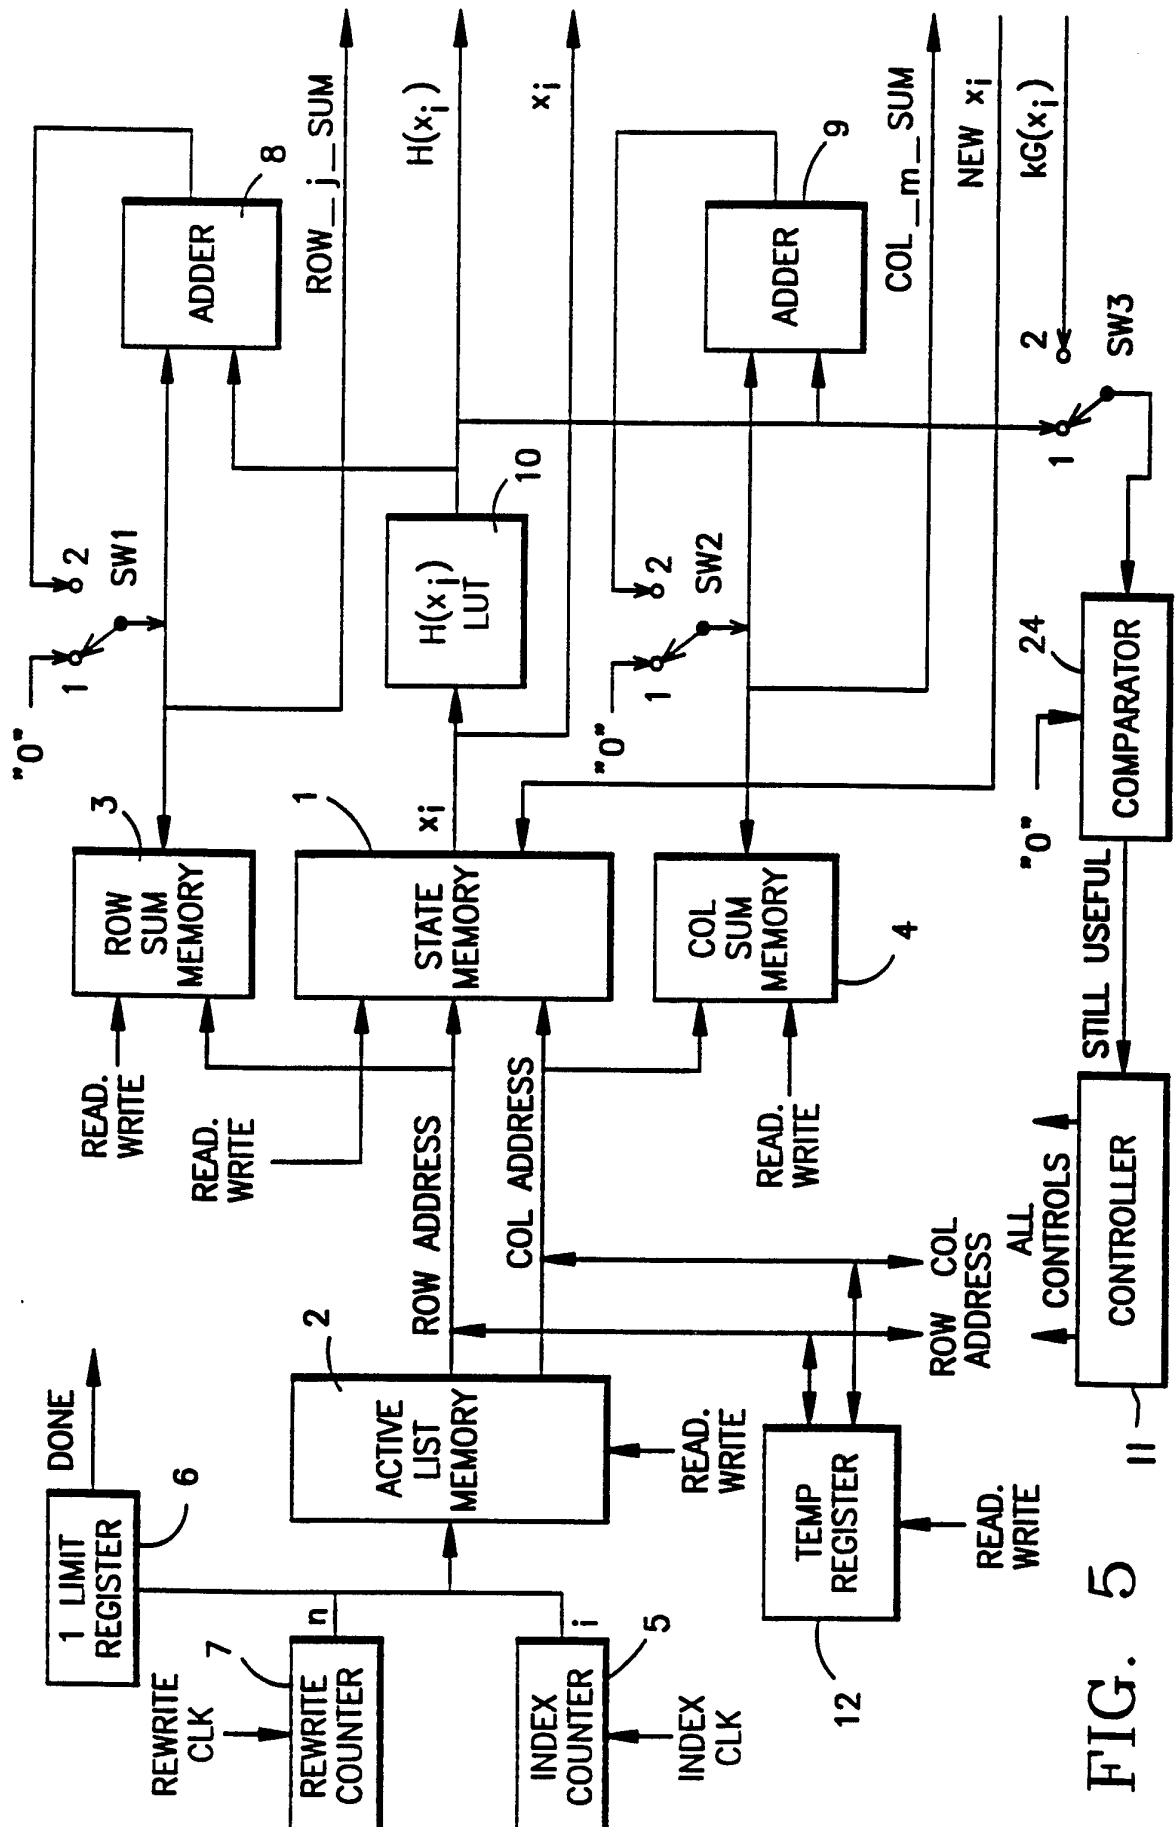 REWRITE
CLK
7
REWRITE
COUNTER
n
1 LIMIT
REGISTER
6
DONE
INDEX
COUNTER
5
i
INDEX
CLK
ACTIVE
LIST
MEMORY
2
READ.
WRITE
TEMP
REGISTER
12
READ.
WRITE
ROW ADDRESS
COL ADDRESS
ROW COL
ADDRESS
READ.
WRITE
READ.
WRITE
READ.
WRITE
ROW
SUM
MEMORY
3
STATE
MEMORY
1
COL
SUM
MEMORY
4
"0"
1
2
SW1
xi
H(xi)
LUT
10
"0"
1
2
SW2
ADDER
8
ADDER
9
ROW__j__SUM
H(xi)
xi
COL__m__SUM
NEW xi
kG(xi)
1
2
SW3
ALL
CONTROLS
CONTROLLER
11
STILL USEFUL
"0"
COMPARATOR
24
FIG. 5